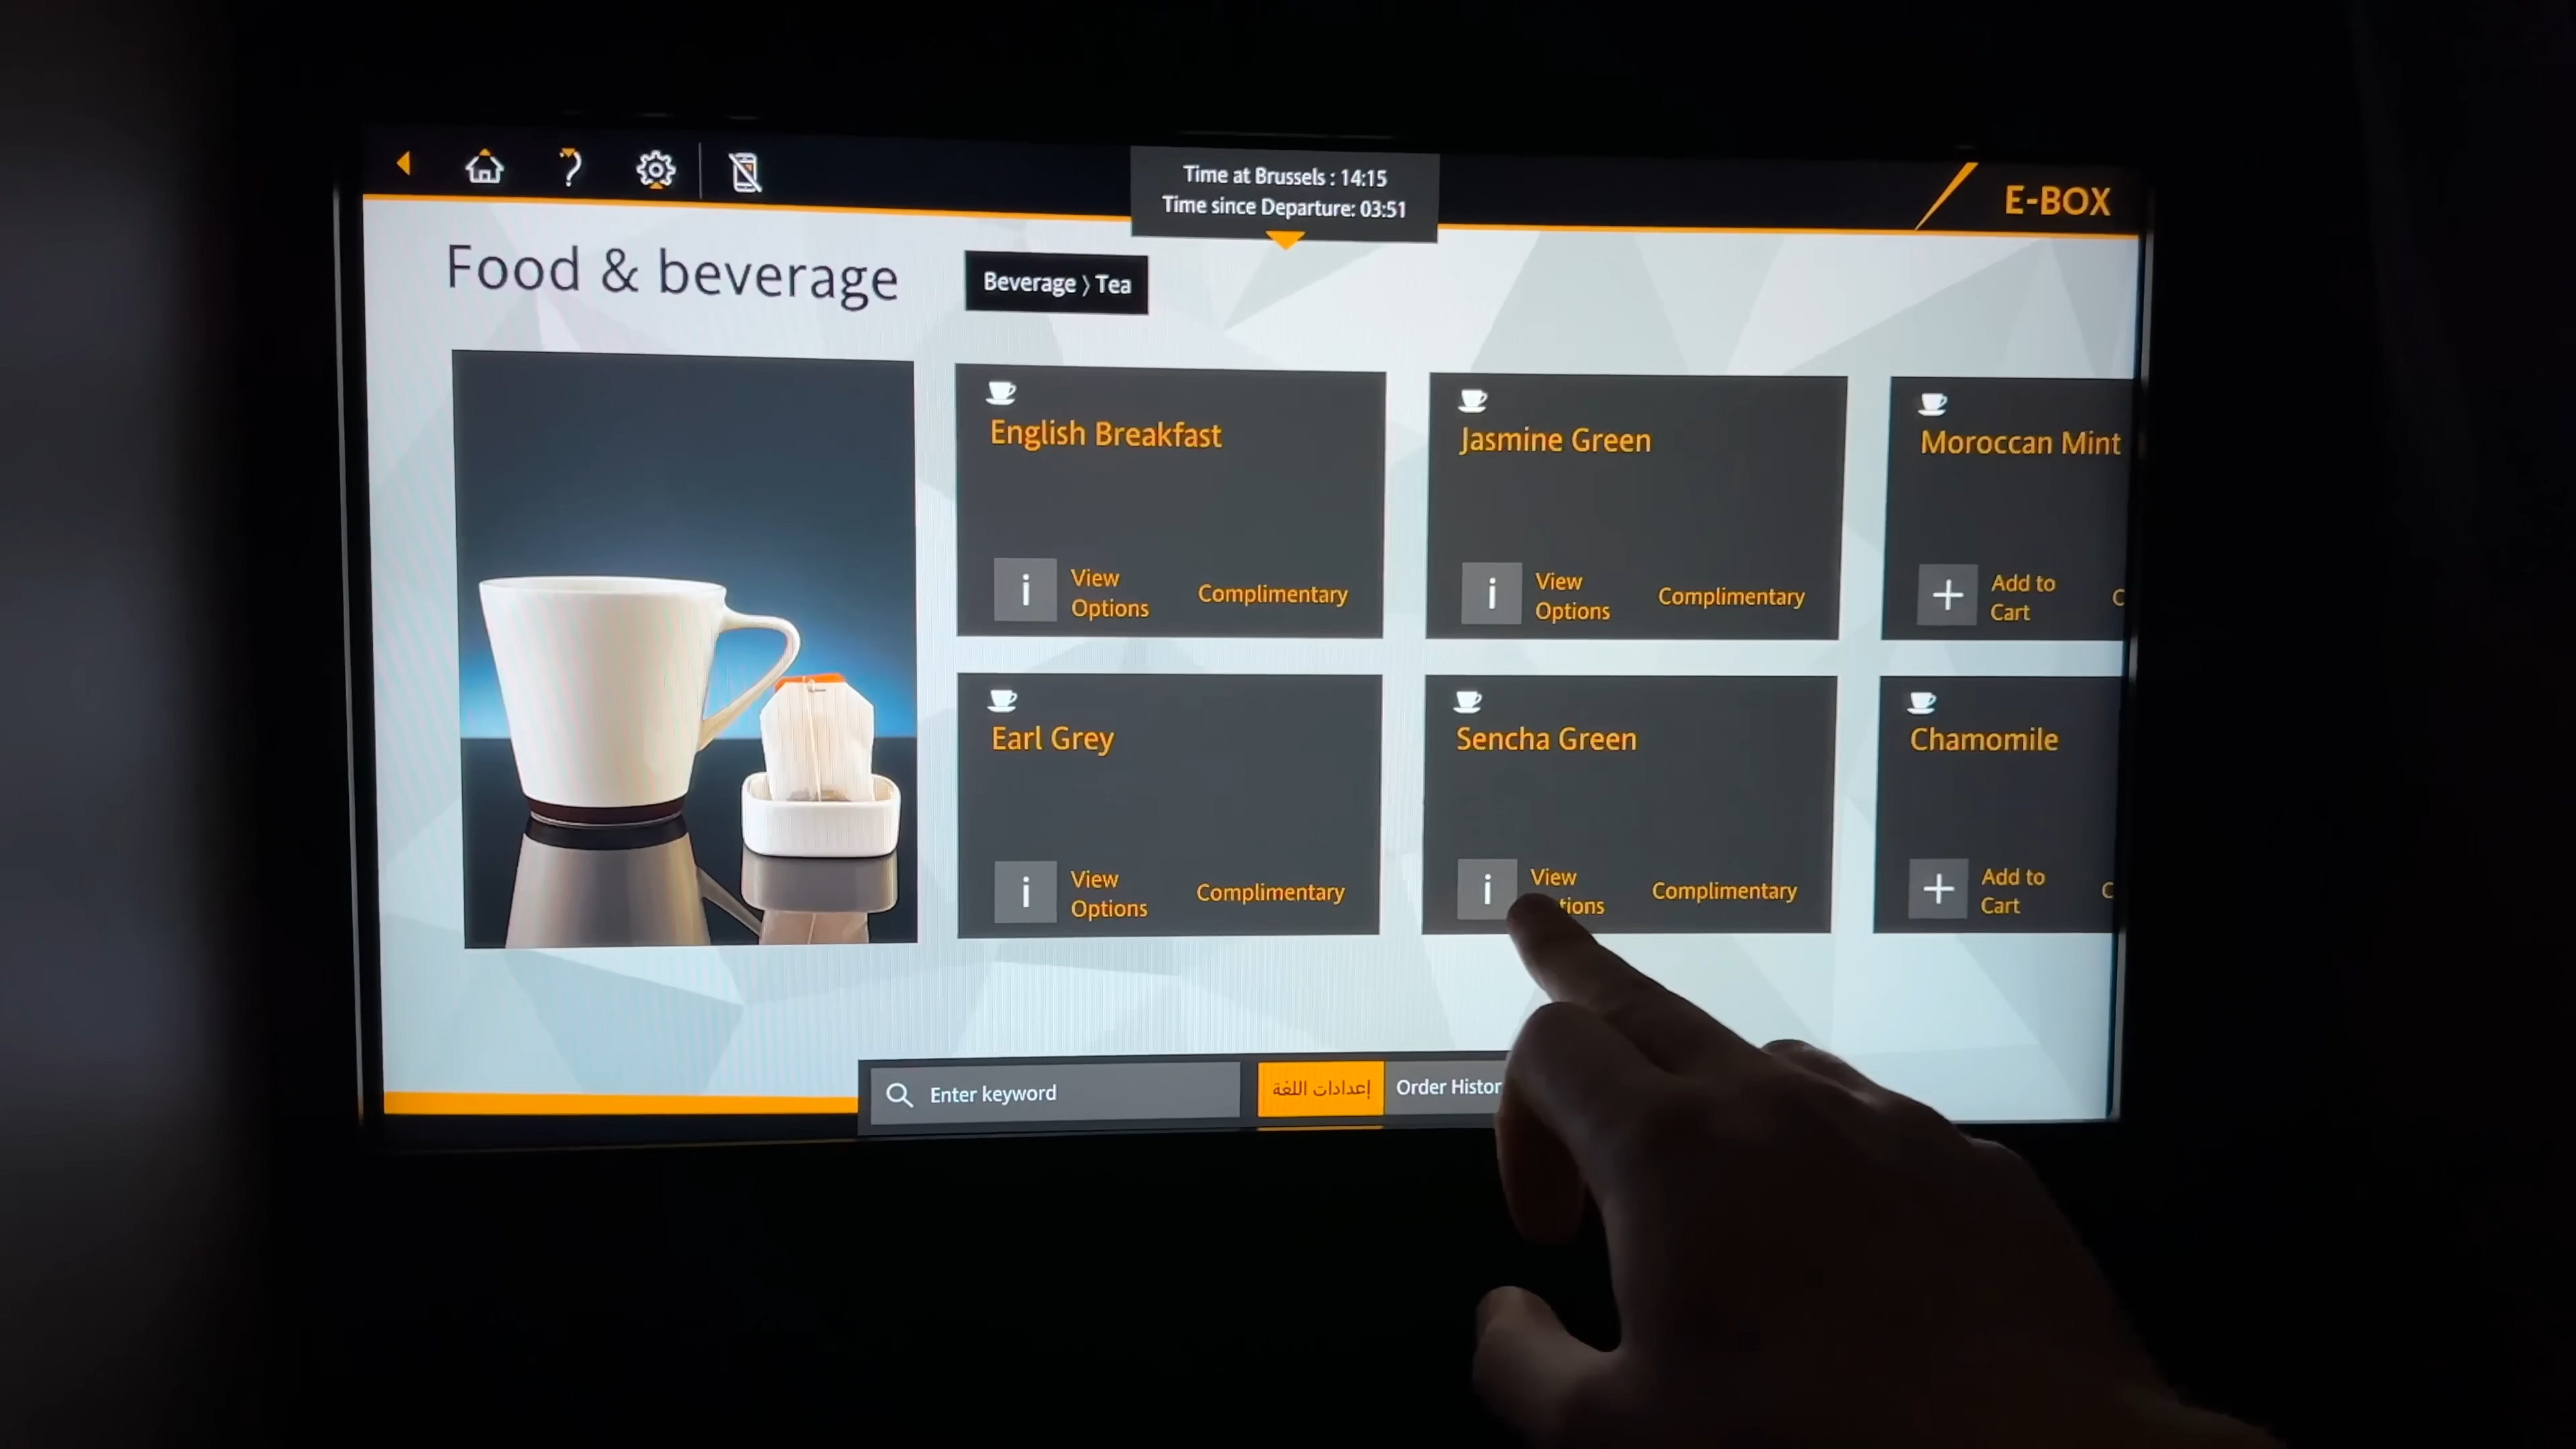 Time at Brussels : 14:15
Time since Departure: 03:51
E-BOX
Food & beverage
Beverage 〉Tea
English Breakfast
View
Options
Complimentary
Jasmine Green
View
Options
Complimentary
Moroccan Mint
Add to
Cart
Earl Grey
View
Options
Complimentary
Sencha Green
View
Complimentary
Chamomile
Add to
Cart
Enter keyword
إعدادات اللغة
Order